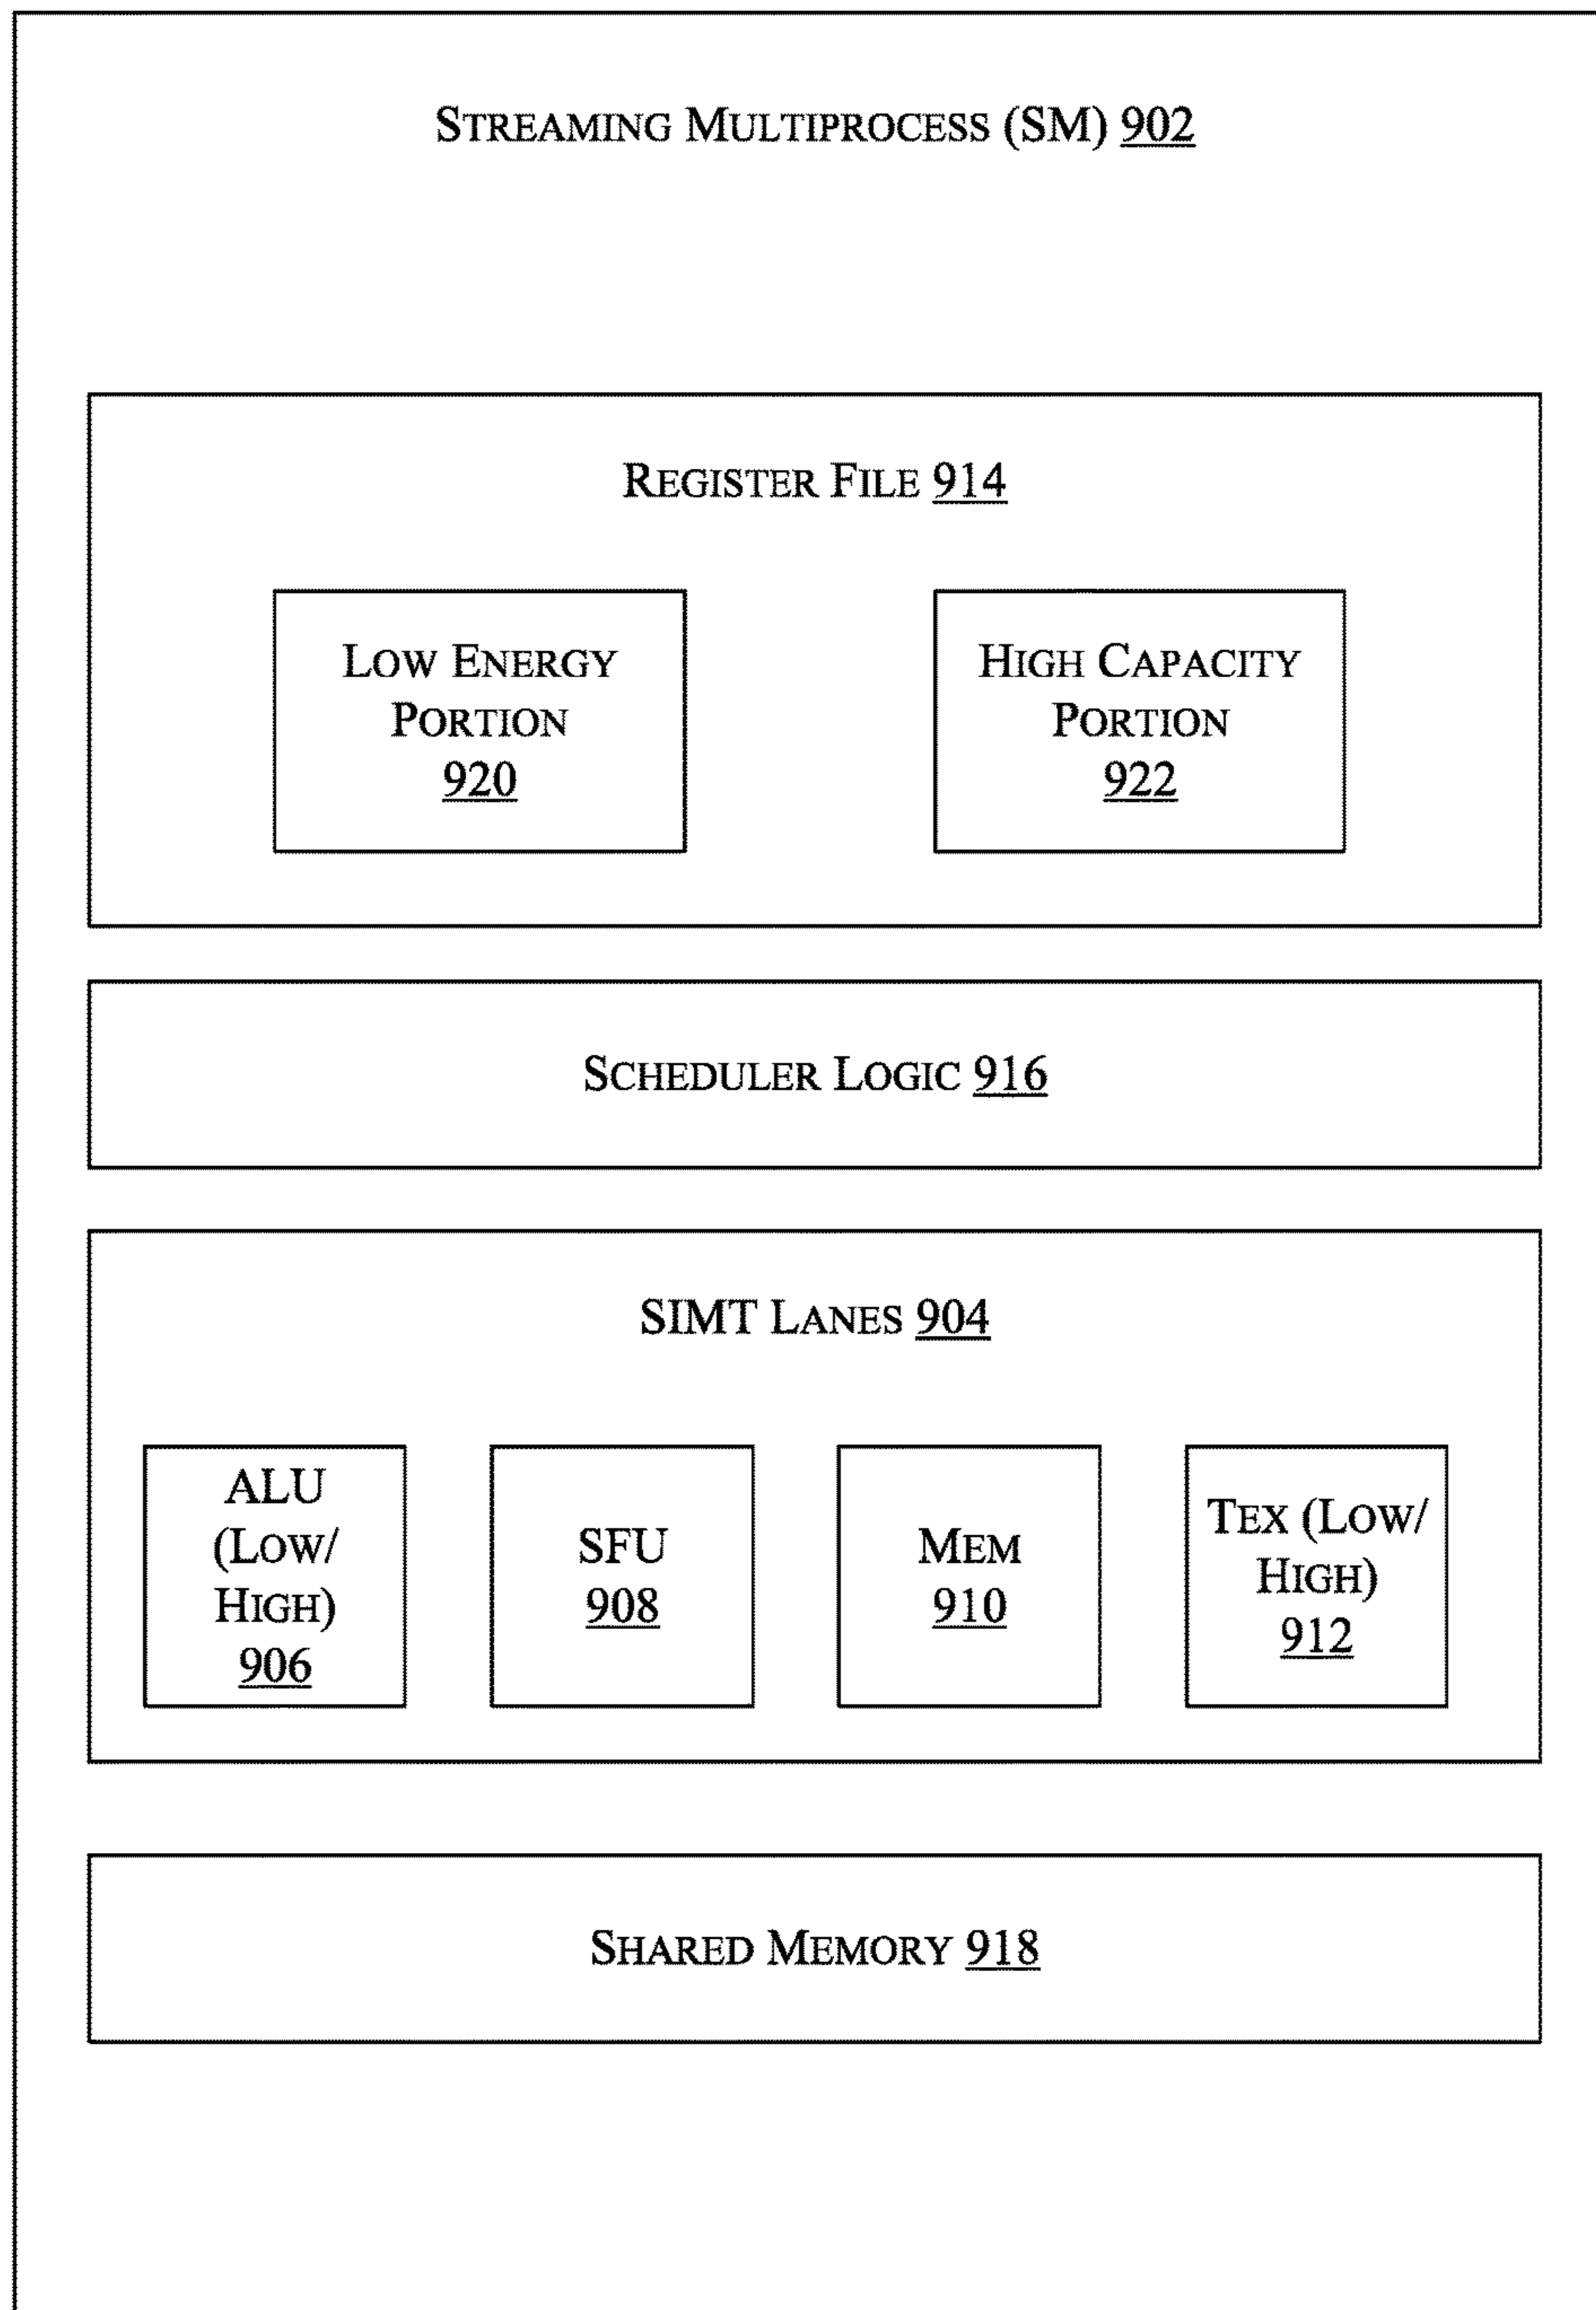 STREAMING MULTIPROCESS (SM) 902
REGISTER FILE 914
LOW ENERGY
PORTION
920
HIGH CAPACITY
PORTION
922
SCHEDULER LOGIC 916
SIMT LANES 904
ALU
(LOW/
HIGH)
906
SFU
908
MEM
910
TEX (LOW/
HIGH)
912
SHARED MEMORY 918